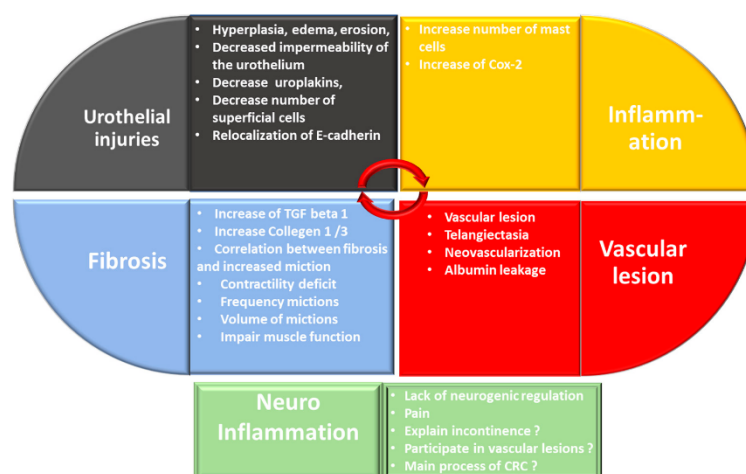 Urothelial
injuries
• Hyperplasia, edema, erosion,
• Decreased impermeability of
the urothelium
• Decrease uroplakins,
• Decrease number of
superficial cells
• Relocalization of E-cadherin
• Increase number of mast
cells
• Increase of Cox-2
Inflamm-
ation
Fibrosis
• Increase of TGF beta 1
• Increase Collegen 1 /3
• Correlation between fibrosis
and increased miction
• Contractility deficit
• Frequency mictions
• Volume of mictions
• Impair muscle function
• Vascular lesion
• Telangiectasia
• Neovascularization
• Albumin leakage
Vascular
lesion
Neuro
Inflammation
• Lack of neurogenic regulation
• Pain
• Explain incontinence ?
• Participate in vascular lesions ?
• Main process of CRC ?